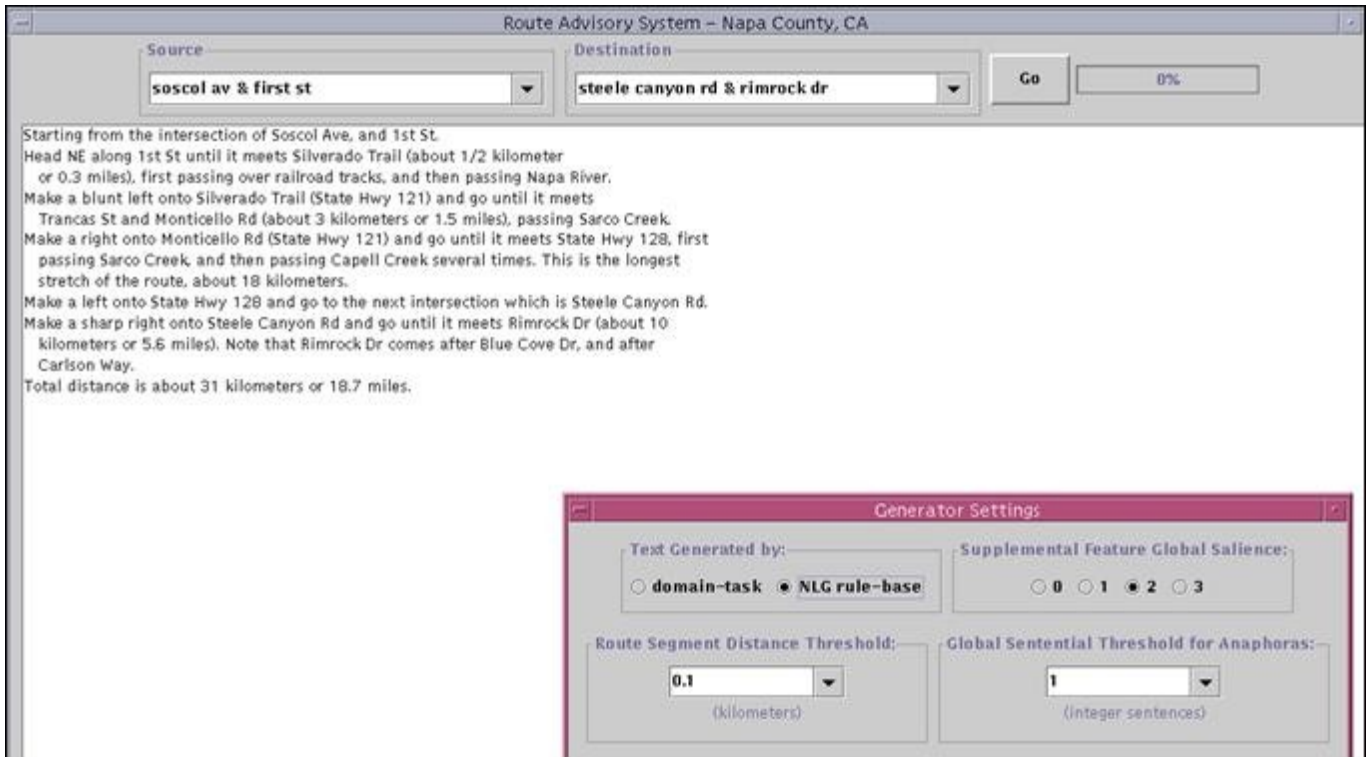 Route Advisory System – Napa County, CA
Source
Destination
soscol av & first st
steele canyon rd & rimrock dr
Go
0%
Starting from the intersection of Soscol Ave, and 1st St.
Head NE along 1st St until it meets Silverado Trail (about 1/2 kilometer
or 0.3 miles), first passing over railroad tracks, and then passing Napa River.
Make a blunt left onto Silverado Trail (State Hwy 121) and go until it meets
Trancas St and Monticello Rd (about 3 kilometers or 1.5 miles), passing Sarco Creek.
Make a right onto Monticello Rd (State Hwy 121) and go until it meets State Hwy 128, first
passing Sarco Creek, and then passing Capell Creek several times. This is the longest
stretch of the route, about 18 kilometers.
Make a left onto State Hwy 128 and go to the next intersection which is Steele Canyon Rd.
Make a sharp right onto Steele Canyon Rd and go until it meets Rimrock Dr (about 10
kilometers or 5.6 miles). Note that Rimrock Dr comes after Blue Cove Dr, and after
Carlson Way.
Total distance is about 31 kilometers or 18.7 miles.
Generator Settings
Text Generated by:
Supplemental Feature Global Salience:
domain-task NLG rule-base
0 1 2 3
Route Segment Distance Threshold:
Global Sentential Threshold for Anaphoras:
0.1
1
(kilometers)
(integer sentences)